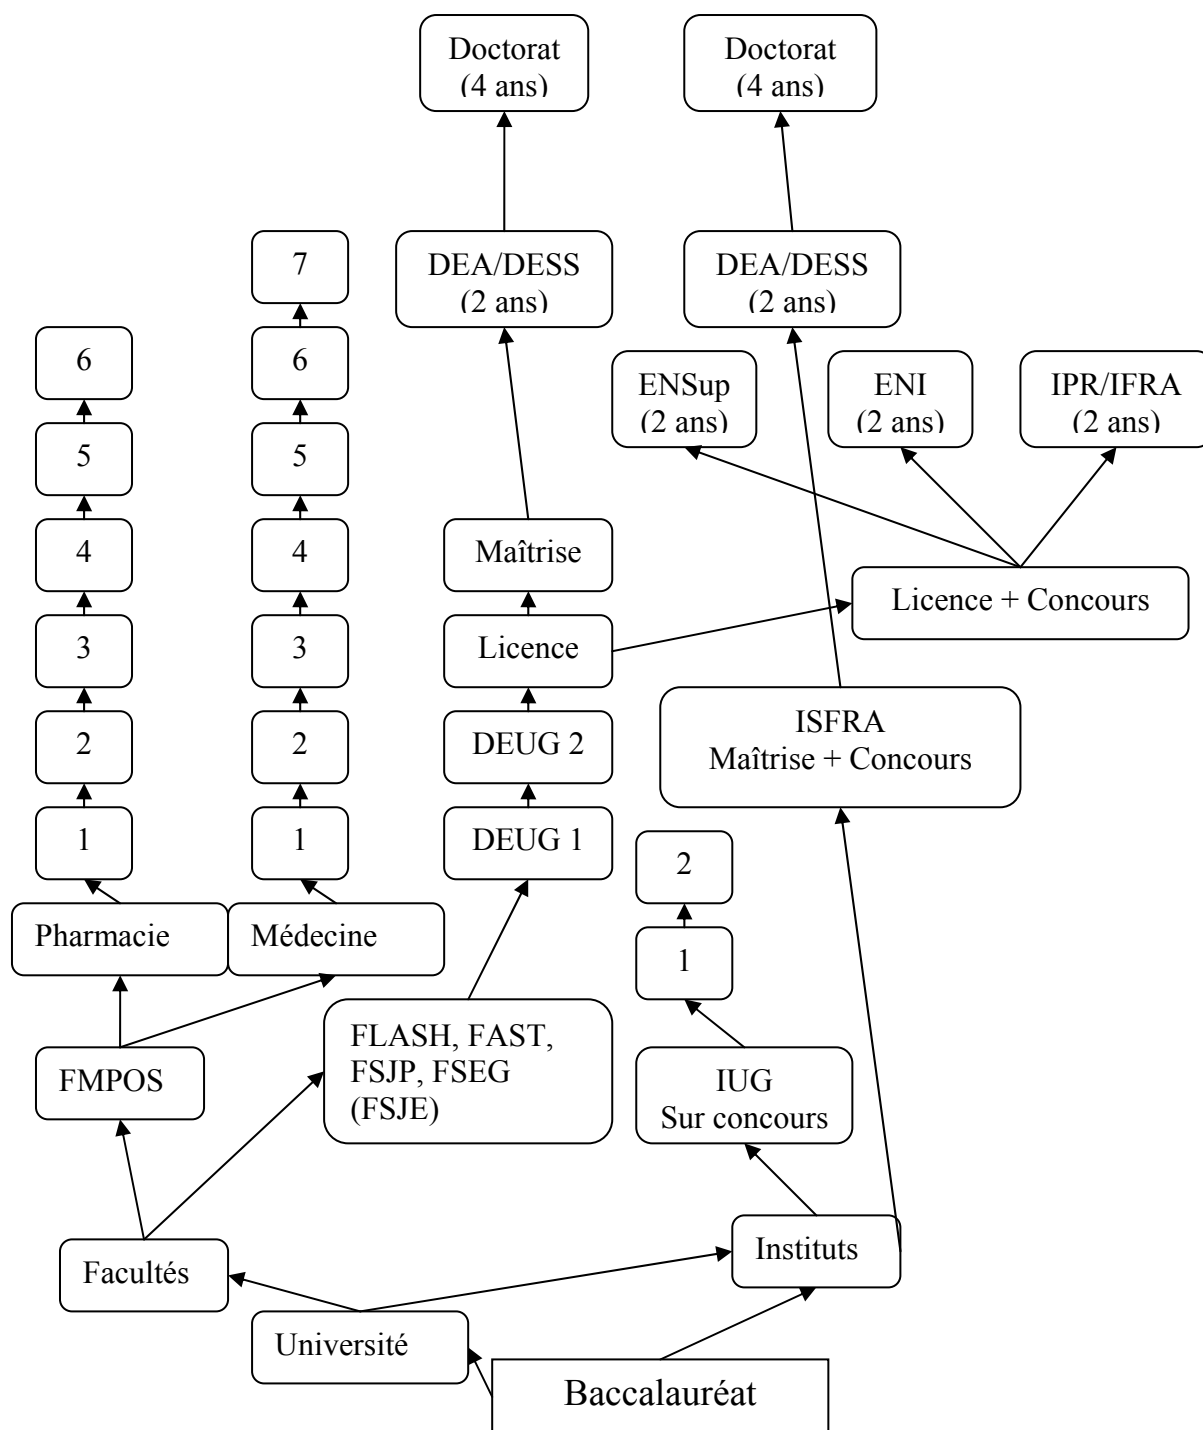 Doctorat
(4 ans)
Doctorat
(4 ans)
7
DEA/DESS
(2 ans)
DEA/DESS
(2 ans)
6
6
ENSup
(2 ans)
ENI
(2 ans)
IPR/IFRA
(2 ans)
5
5
4
4
Maîtrise
Licence + Concours
3
3
Licence
ISFRA
Maîtrise + Concours
2
2
DEUG 2
1
1
DEUG 1
2
Pharmacie
Médecine
1
FLASH, FAST,
FSJP, FSEG
(FSJE)
FMPOS
IUG
Sur concours
Facultés
Instituts
Université
Baccalauréat